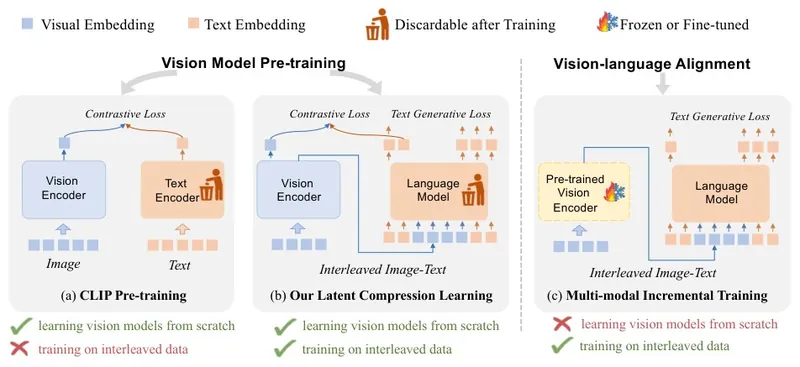 Visual Embedding
Text Embedding
Discardable after Training
Frozen or Fine-tuned
Vision Model Pre-training
Vision-language Alignment
Contrastive Loss
Vision
Encoder
Text
Encoder
Image
Text
(a) CLIP Pre-training
Contrastive Loss
Text Generative Loss
Vision
Encoder
Language
Model
Interleaved Image-Text
(b) Our Latent Compression Learning
Text Generative Loss
Pre-trained
Vision
Encoder
Language
Model
Interleaved Image-Text
(c) Multi-modal Incremental Training
learning vision models from scratch
training on interleaved data
learning vision models from scratch
training on interleaved data
learning vision models from scratch
training on interleaved data